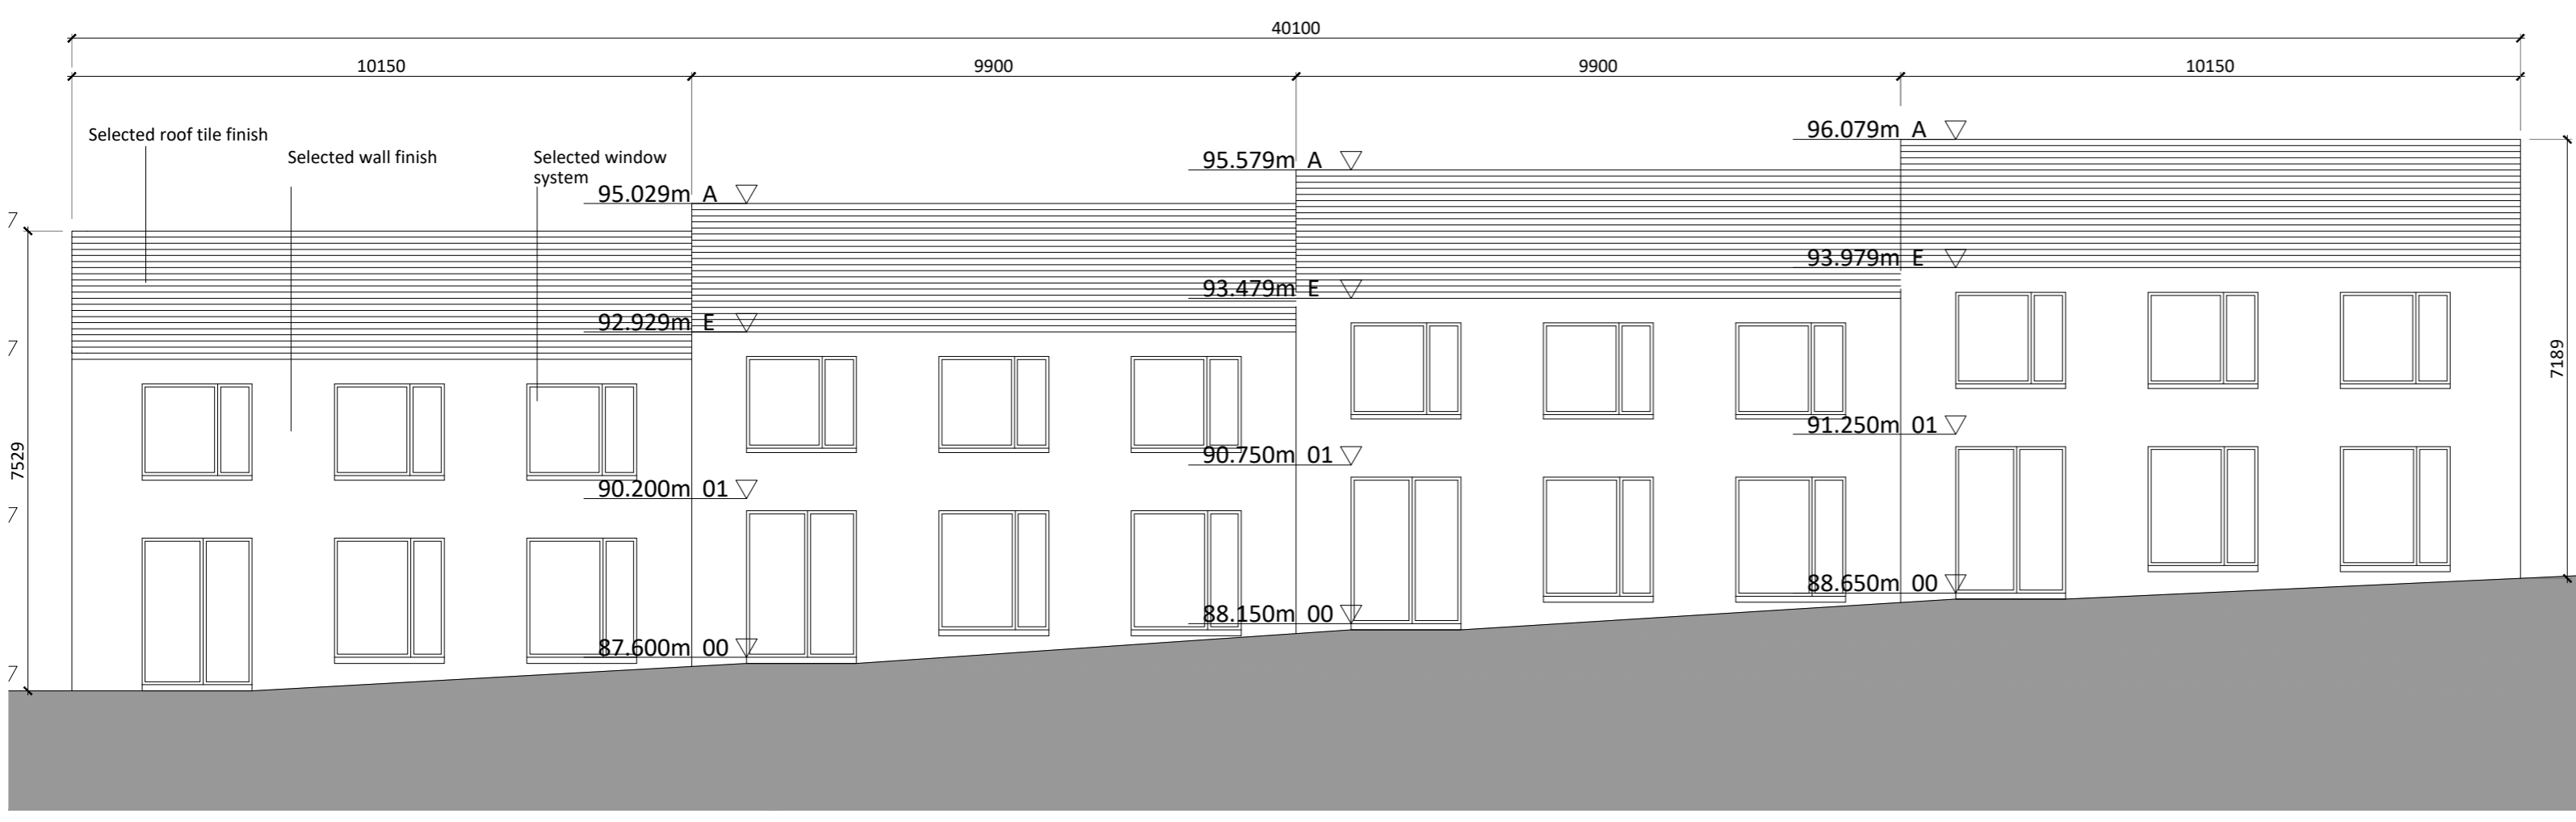 40100
10150
9900
9900
10150
Selected roof tile finish
Selected wall finish
Selected window
system
96.079m A
95.579m A
95.029m A
93.979m E
93.479m E
92.929m E
91.250m 01
90.750m 01
90.200m 01
88.650m 00
88.150m 00
87.600m 00
7529
7189